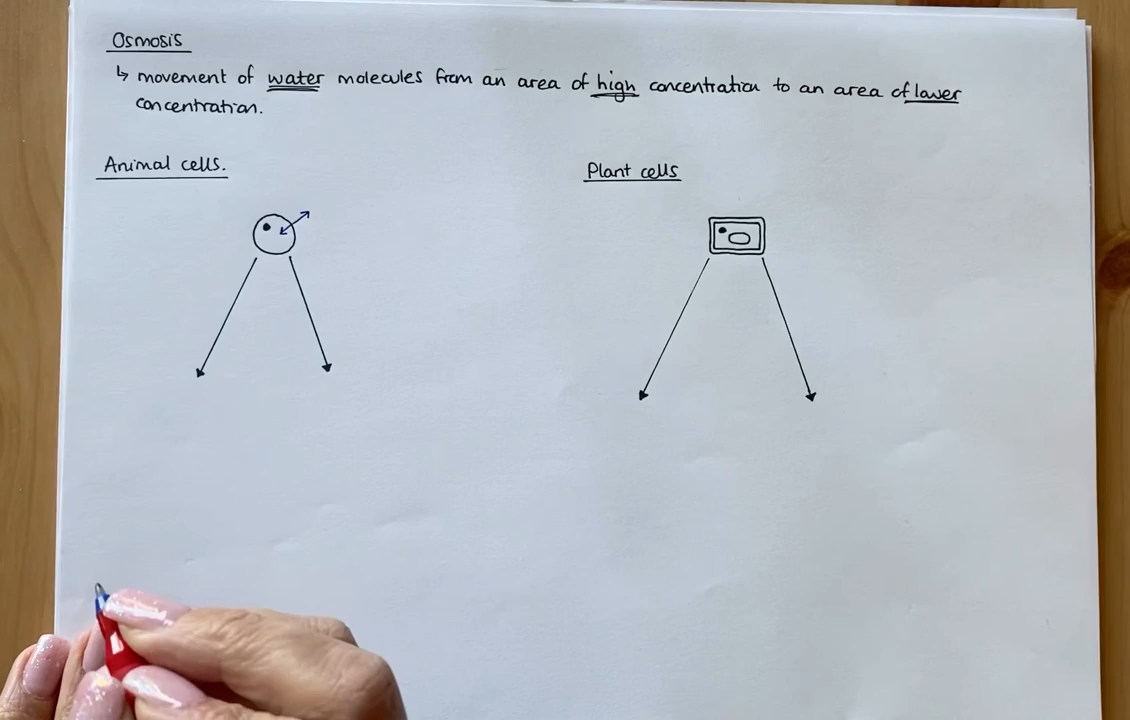 Osmosis
↳ movement of water molecules from an area of high concentration to an area of lower
concentration.
Animal cells.
Plant cells